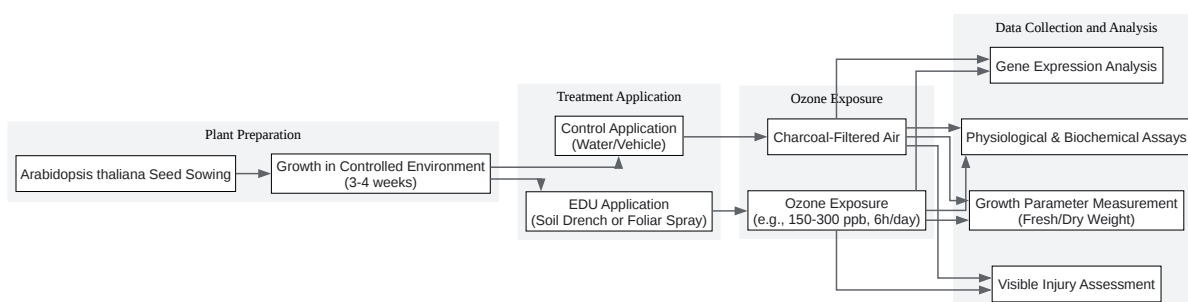 Plant Preparation
Arabidopsis thaliana Seed Sowing
Growth in Controlled Environment
(3-4 weeks)
Treatment Application
Control Application
(Water/Vehicle)
EDU Application
(Soil Drench or Foliar Spray)
Ozone Exposure
Charcoal-Filtered Air
Ozone Exposure
(e.g., 150-300 ppb, 6h/day)
Data Collection and Analysis
Gene Expression Analysis
Physiological & Biochemical Assays
Growth Parameter Measurement
(Fresh/Dry Weight)
Visible Injury Assessment